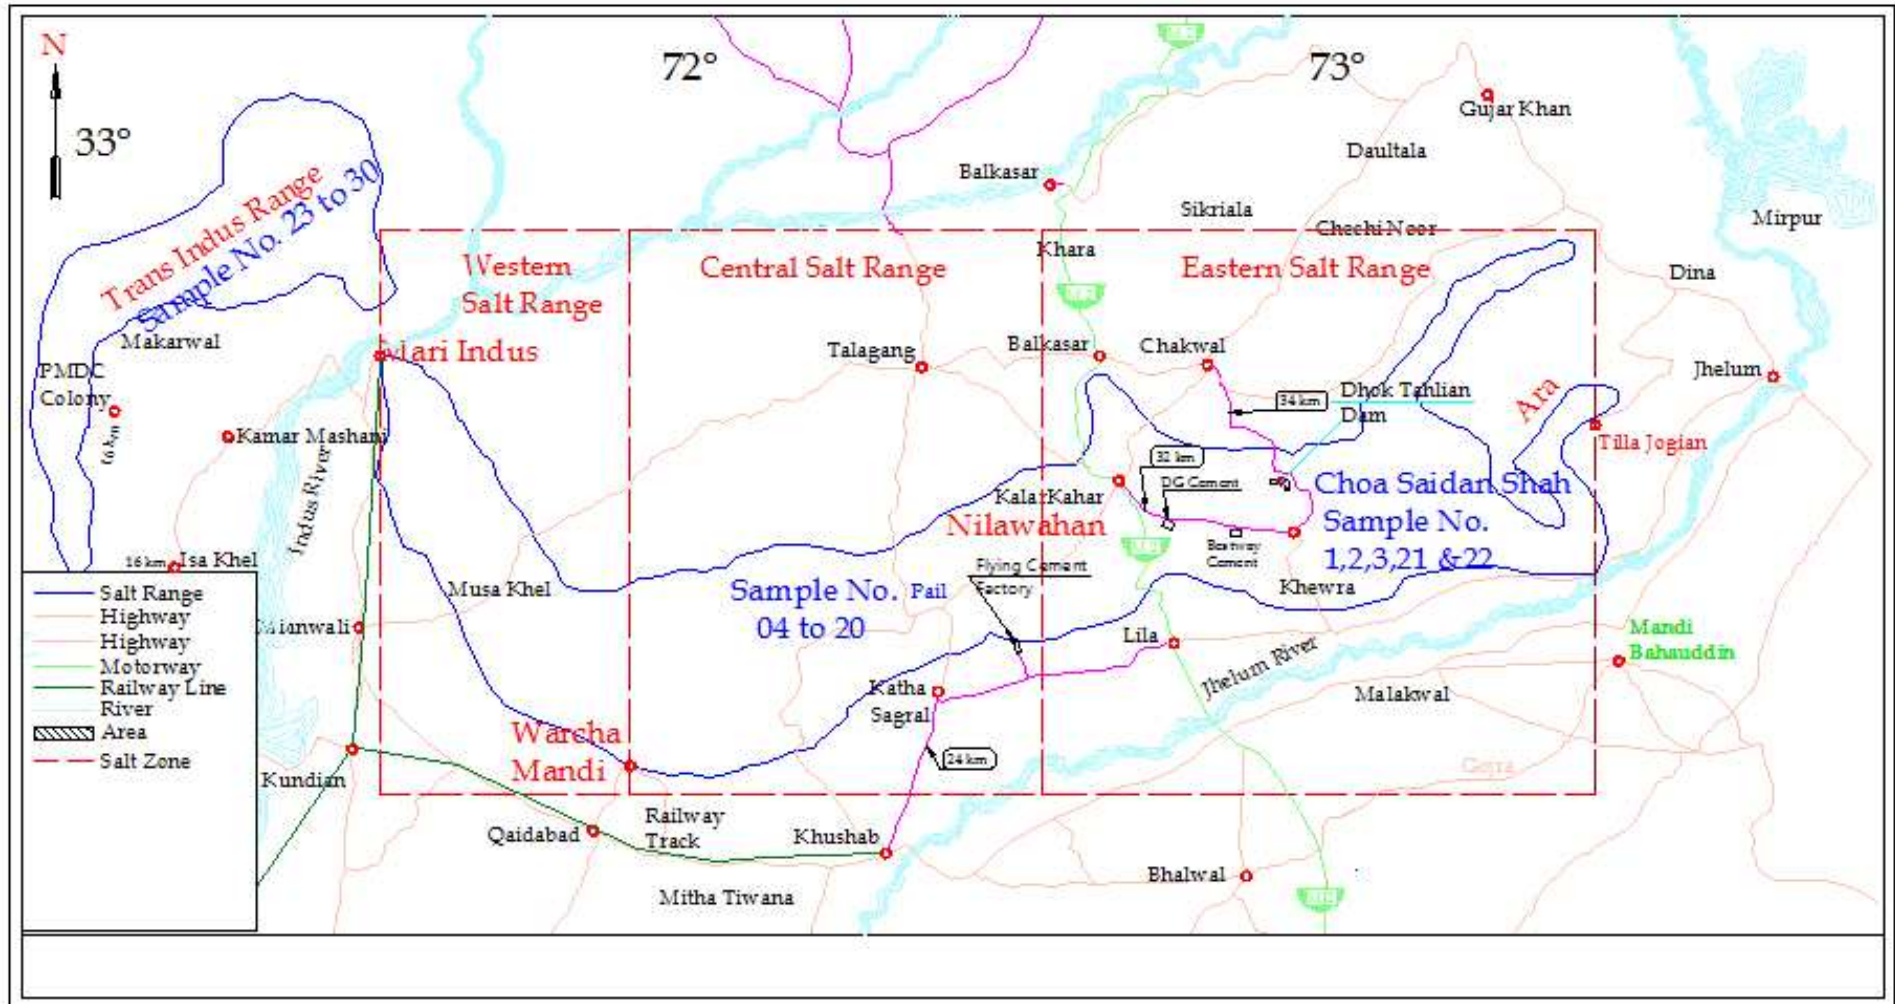 N
33°
72°
73°
Gujar Khan
Daultala
Balkasar
Sikriala
Chechi Noor
Mirpur
Khara
Dina
Trans Indus Range
Sample No. 23 to 30
Western
Salt Range
Central Salt Range
Eastern Salt Range
Makarwal
Mari Indus
Talagang
Balkasar
Chakwal
Jhelum
PMDC
Colony
Dhok Tahlian
Dam
34 km
Ara
Kamar Mashani
Tilla Jogian
Indus River
32 km
DG Cement
KalarKahar
Nilawahan
Choa Saidan Shah
Sample No.
1,2,3,21 &22
Bestway
Cement
16 km
Isa Khel
Flying Cement
Factory
Khewra
Musa Khel
Sample No.
04 to 20
Pail
Salt Range
Highway
Highway
Motorway
Railway Line
River
Area
Salt Zone
Mianwali
Lila
Jhelum River
Mandi
Bahauddin
Malakwal
Katha
Sagral
24 km
Warcha
Mandi
Gojra
Kundian
Qaidabad
Railway
Track
Khushab
Mitha Tiwana
Bhalwal